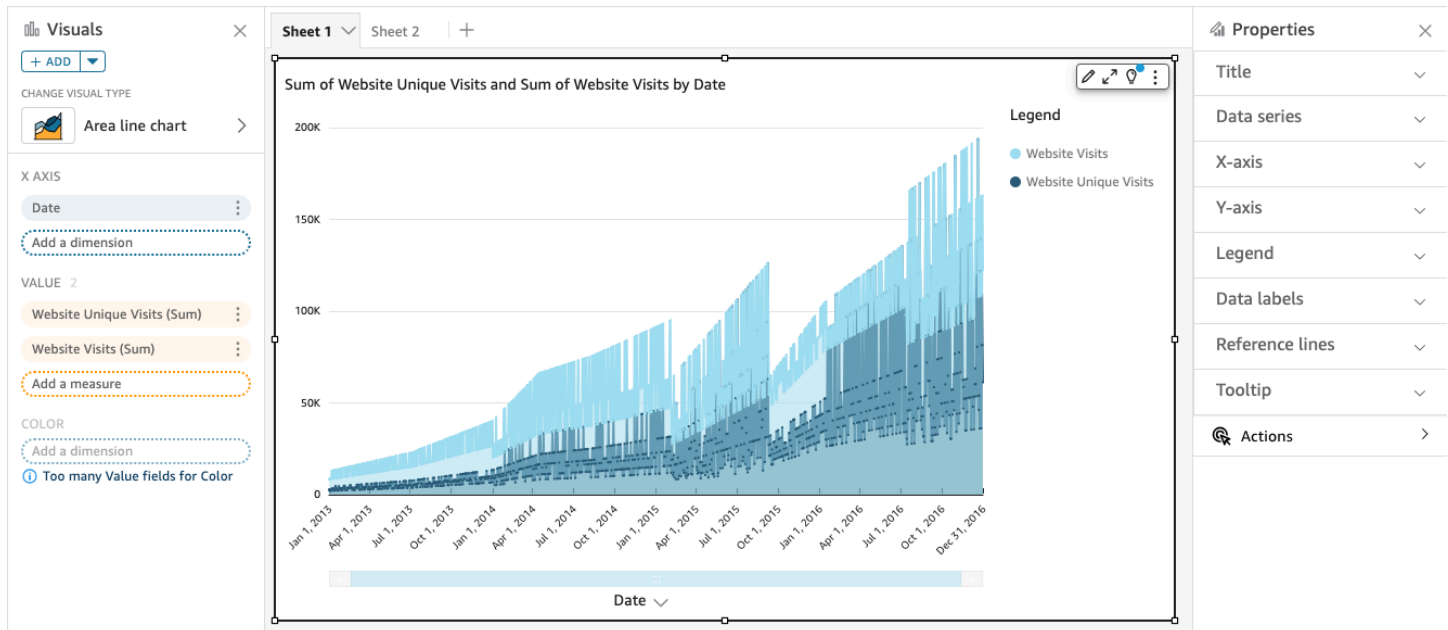 Visuals
+ ADD
CHANGE VISUAL TYPE
Area line chart
X AXIS
Date
Add a dimension
VALUE 2
Website Unique Visits (Sum)
Website Visits (Sum)
Add a measure
COLOR
Add a dimension
Too many Value fields for Color
Sheet 1
Sheet 2
Sum of Website Unique Visits and Sum of Website Visits by Date
200K
150K
100K
50K
0
Jan 1, 2013
Apr 1, 2013
Jul 1, 2013
Oct 1, 2013
Jan 1, 2014
Apr 1, 2014
Jul 1, 2014
Oct 1, 2014
Jan 1, 2015
Apr 1, 2015
Jul 1, 2015
Oct 1, 2015
Jan 1, 2016
Apr 1, 2016
Jul 1, 2016
Oct 1, 2016
Dec 31, 2016
Date
Legend
Website Visits
Website Unique Visits
Properties
Title
Data series
X-axis
Y-axis
Legend
Data labels
Reference lines
Tooltip
Actions